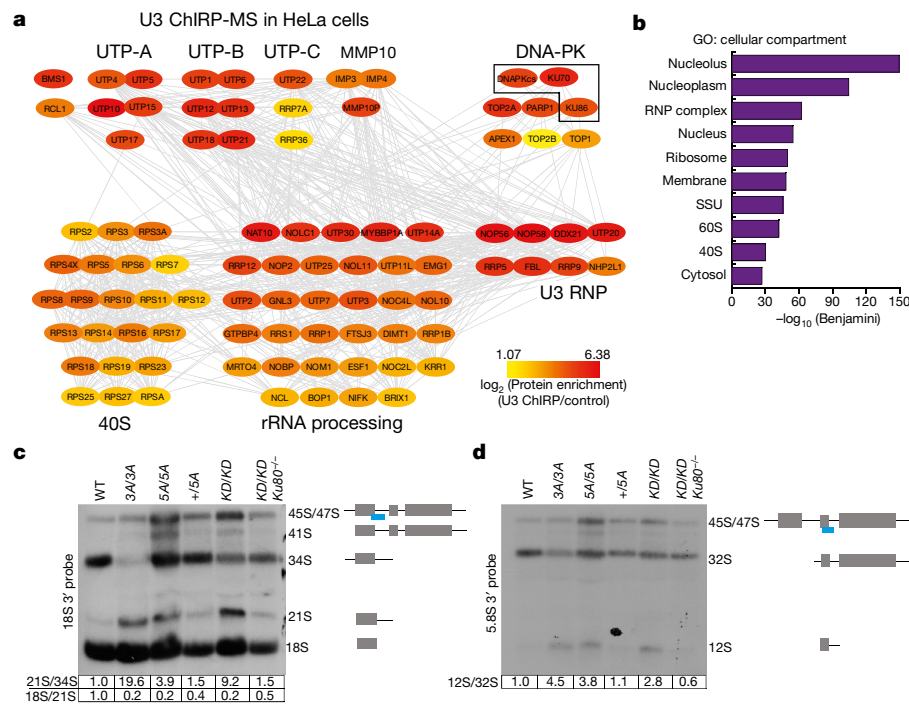 a
U3 ChIRP-MS in HeLa cells
UTP-A UTP-B UTP-C MMP10 DNA-PK
BMS1 UTP4 UTP5 UTP1 UTP6 UTP22 IMP3 IMP4 DNAPKcs KU70
RCL1 UTP10 UTP15 UTP12 UTP13 RRP7A MMP10P TOP2A PARP1 KU86
UTP17 UTP18 UTP21 RRP36 APEX1 TOP2B TOP1
RPS2 RPS3 RPS3A NAT10 NOLC1 UTP30 MYBBP1A UTP14A NOP56 NOP58 DDX21 UTP20
RPS4X RPS5 RPS6 RPS7 RRP12 NOP2 UTP25 NOL11 UTP11L EMG1 RRP5 FBL RRP9 NHP2L1
U3 RNP
RPS8 RPS9 RPS10 RPS11 RPS12 UTP2 GNL3 UTP7 UTP3 NOC4L NOL10
RPS13 RPS14 RPS16 RPS17 GTPBP4 RRS1 RRP1 FTSJ3 DIMT1 RRP1B
RPS18 RPS19 RPS23 MRTO4 NOBP NOM1 ESF1 NOC2L KRR1
RPS25 RPS27 RPSA NCL BOP1 NIFK BRIX1
40S rRNA processing
1.07 6.38
log2 (Protein enrichment)
(U3 ChIRP/control)
b
GO: cellular compartment
Nucleolus
Nucleoplasm
RNP complex
Nucleus
Ribosome
Membrane
SSU
60S
40S
Cytosol
0 30 60 90 120 150
−log10 (Benjamini)
c
WT 3A/3A 5A/5A +/5A KD/KD KD/KD Ku80−/−
18S 3′ probe
45S/47S
41S
34S
21S
18S
21S/34S 1.0 19.6 3.9 1.5 9.2 1.5
18S/21S 1.0 0.2 0.2 0.4 0.2 0.5
d
WT 3A/3A 5A/5A +/5A KD/KD KD/KD Ku80−/−
5.8S 3′ probe
45S/47S
32S
12S
12S/32S 1.0 4.5 3.8 1.1 2.8 0.6